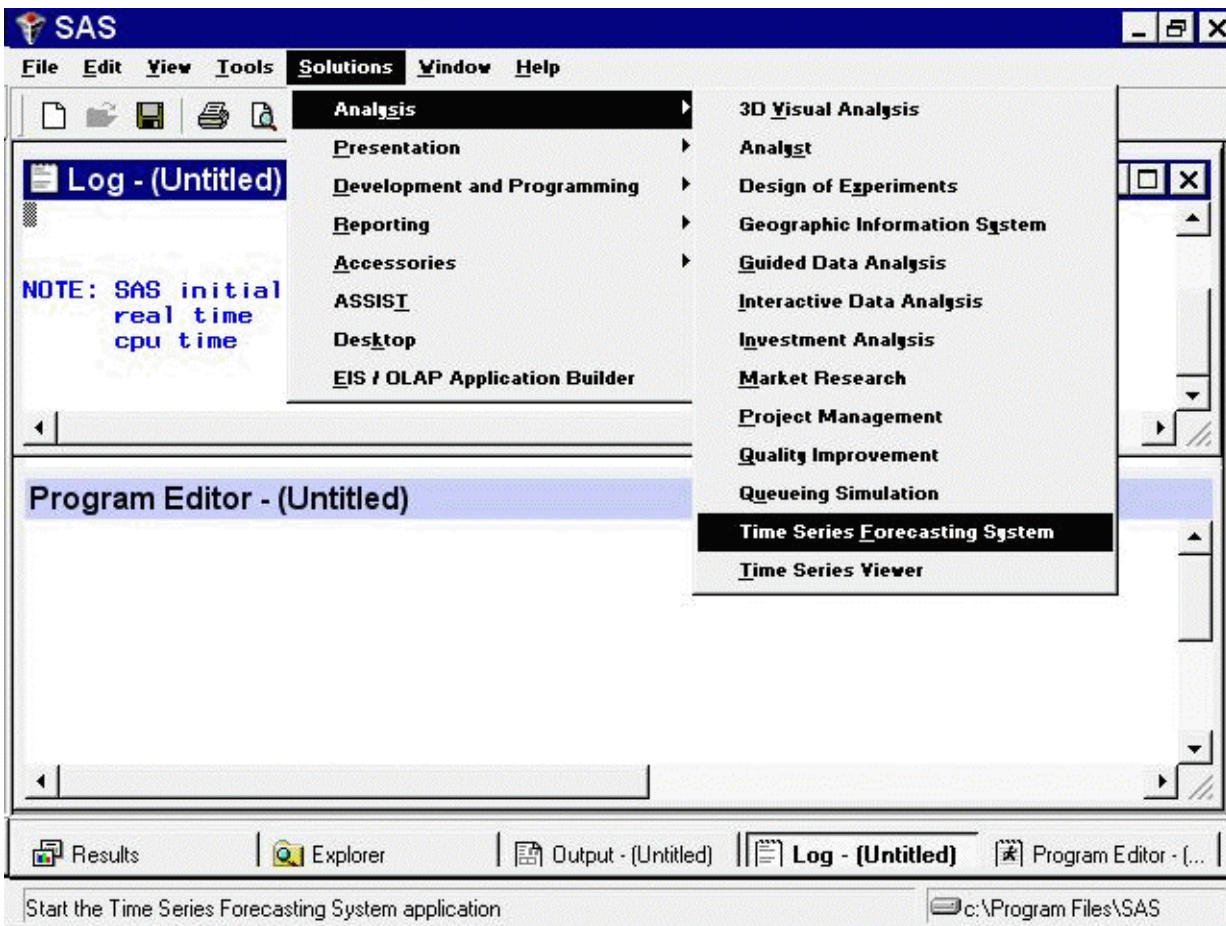 SAS
File Edit View Tools Solutions Window Help
Analysis
Presentation
Development and Programming
Reporting
Accessories
ASSIST
Desktop
EIS / OLAP Application Builder
3D Visual Analysis
Analyst
Design of Experiments
Geographic Information System
Guided Data Analysis
Interactive Data Analysis
Investment Analysis
Market Research
Project Management
Quality Improvement
Queueing Simulation
Time Series Forecasting System
Time Series Viewer
Log - (Untitled)
NOTE: SAS initial
real time
cpu time
Program Editor - (Untitled)
Results Explorer Output - (Untitled) Log - (Untitled) Program Editor - (...
Start the Time Series Forecasting System application c:\Program Files\SAS